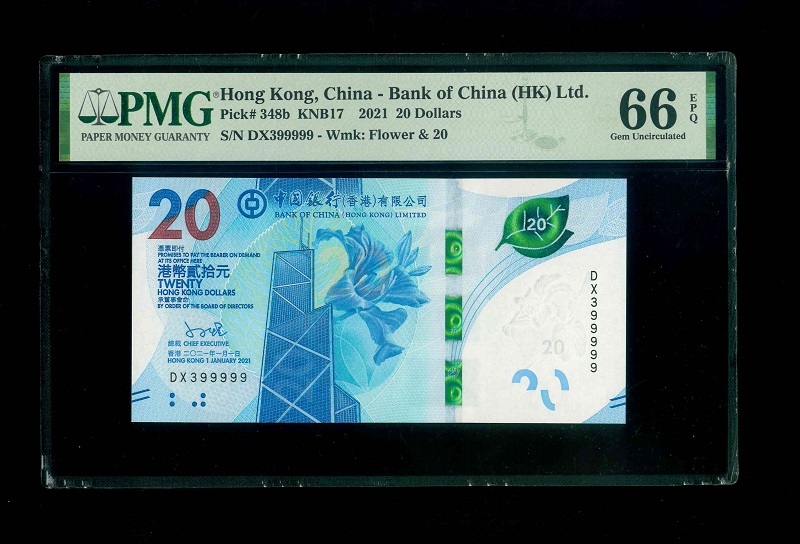 PMG®
PAPER MONEY GUARANTY
Hong Kong, China - Bank of China (HK) Ltd.
Pick# 348b KNB17 2021 20 Dollars
S/N DX399999 - Wmk: Flower & 20
66
EPQ
Gem Uncirculated
20
中国银行(香港)有限公司
BANK OF CHINA (HONG KONG) LIMITED
憑票即付
PROMISES TO PAY THE BEARER ON DEMAND
AT ITS OFFICE HERE
港幣貳拾元
TWENTY
HONG KONG DOLLARS
承董事會命
BY ORDER OF THE BOARD OF DIRECTORS
總裁 CHIEF EXECUTIVE
香港 二〇二一年一月一日
HONG KONG 1 JANUARY 2021
DX399999
20
DX399999
20